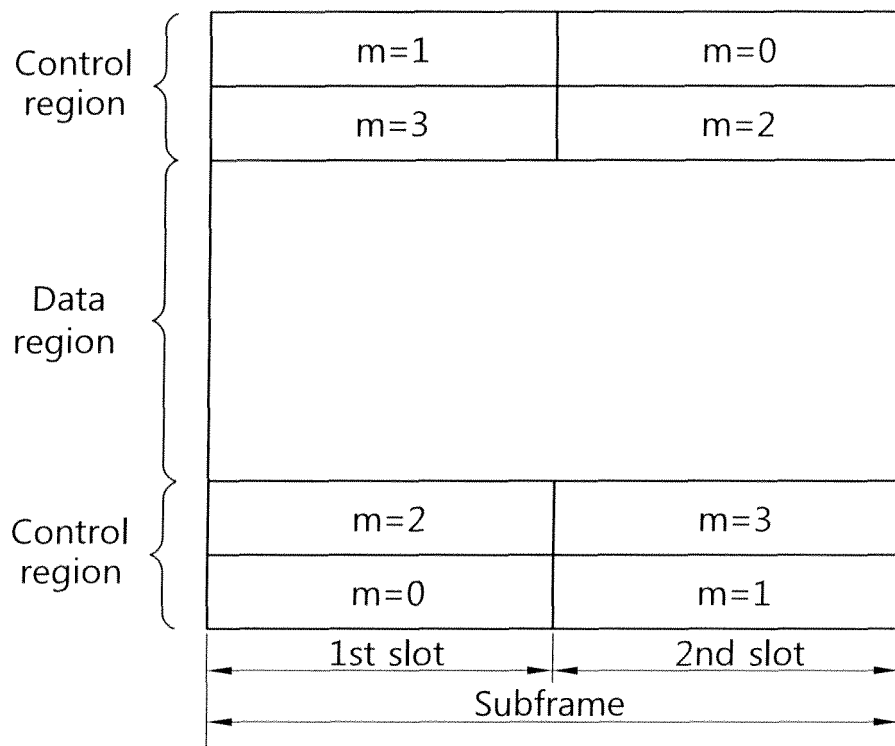 Control
region
m=1
m=0
m=3
m=2
Data
region
Control
region
m=2
m=3
m=0
m=1
1st slot
2nd slot
Subframe